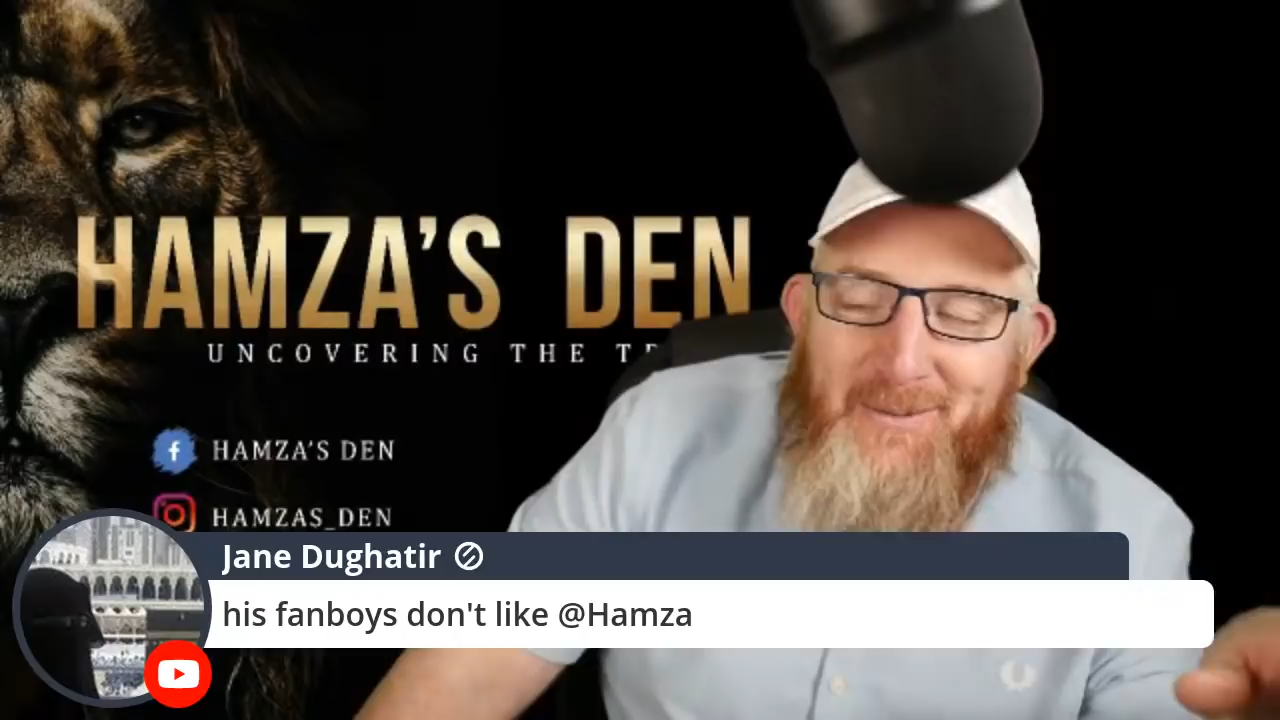 HAMZA'S DEN
UNCOVERING THE
HAMZA'S DEN
HAMZAS_DEN
Jane Dughatir
his fanboys don't like @Hamza